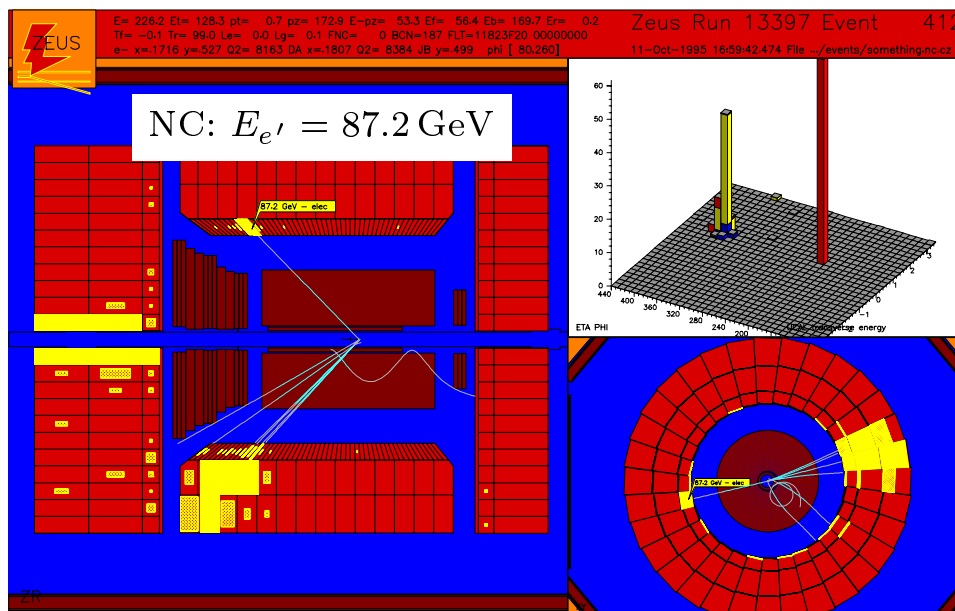 ZEUS
E= 226.2 Et= 128.3 pt= 0.7 pz= 172.9 E-pz= 53.3 Ef= 56.4 Eb= 169.7 Er= 0.2
Tf= -0.1 Tr= 99.0 Le= 0.0 Lg= 0.1 FNC= 0 BCN=187 FLT=11823F20 00000000
e- x=.1716 y=.527 Q2= 8163 DA x=.1807 Q2= 8384 JB y=.499 phi [ 80.260]
Zeus Run 13397 Event 412
11-Oct-1995 16:59:42.474 File .../events/something.nc.cz
NC: E_e′ = 87.2 GeV
87.2 GeV - elec
ZR
60
50
40
30
20
10
0
440
400
360
320
280
240
200
3
2
1
0
-1
ETA PHI
transverse energy
87.2 GeV - elec